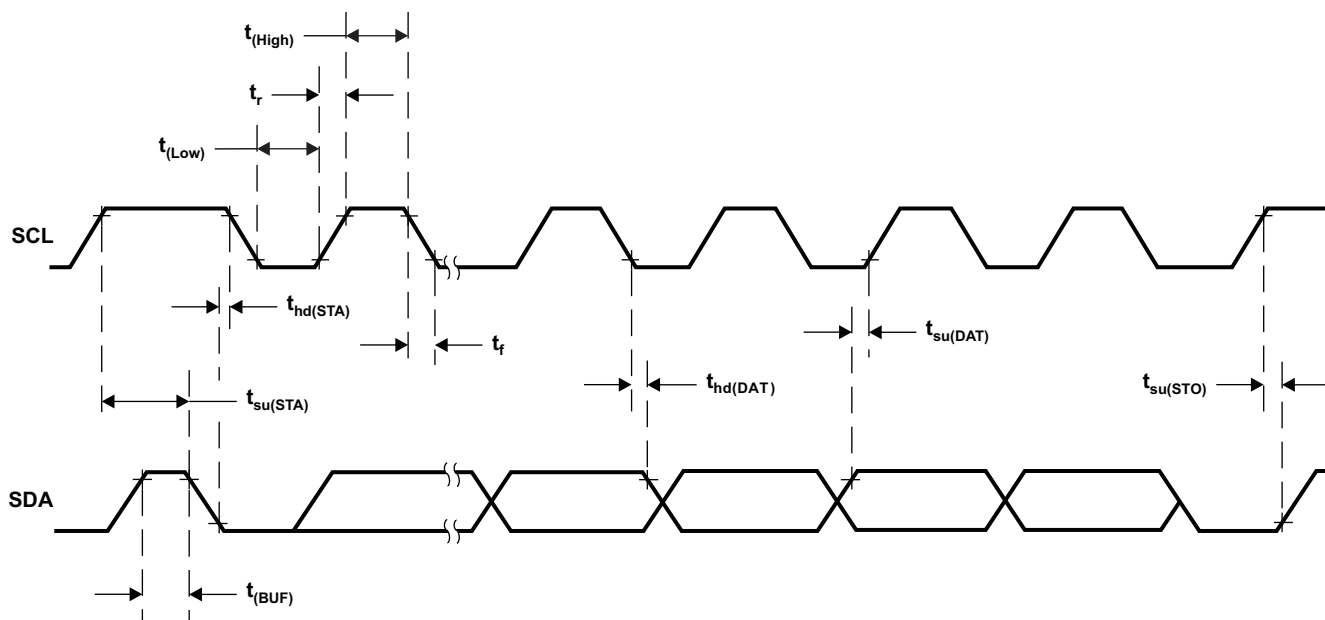 t(High)
tr
t(Low)
SCL
thd(STA)
tf
tsu(DAT)
thd(DAT)
tsu(STO)
tsu(STA)
SDA
t(BUF)